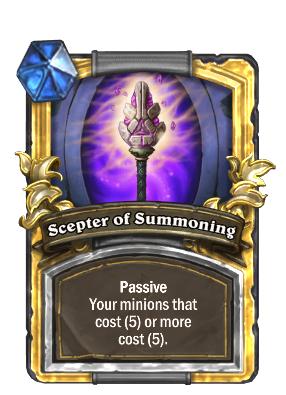 Scepter of Summoning
Passive
Your minions that
cost (5) or more
cost (5).